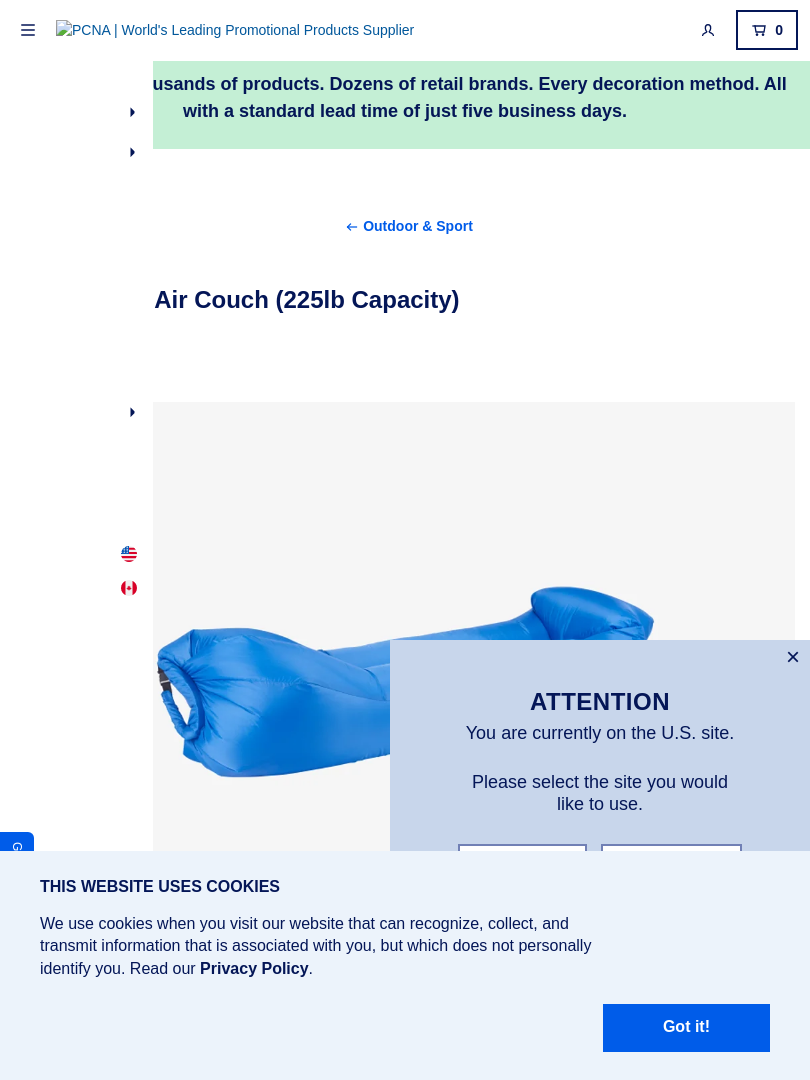 PCNA | World's Leading Promotional Products Supplier
0
usands of products. Dozens of retail brands. Every decoration method. All
with a standard lead time of just five business days.
Outdoor & Sport
Air Couch (225lb Capacity)
ATTENTION
You are currently on the U.S. site.
Please select the site you would
like to use.
G
THIS WEBSITE USES COOKIES
We use cookies when you visit our website that can recognize, collect, and
transmit information that is associated with you, but which does not personally
identify you. Read our Privacy Policy.
Got it!